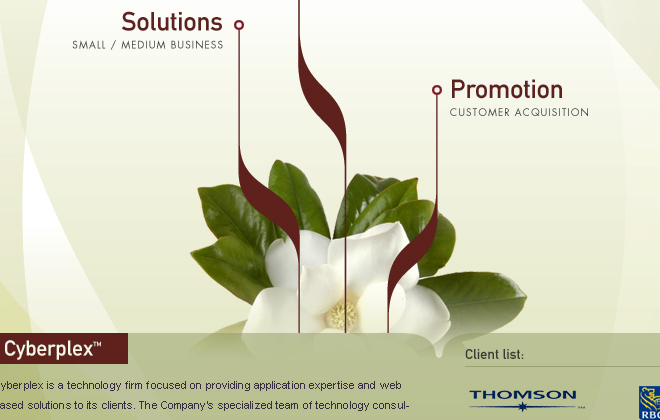 Solutions
SMALL / MEDIUM BUSINESS
Promotion
CUSTOMER ACQUISITION
Cyberplex™
yberplex is a technology firm focused on providing application expertise and web
ased solutions to its clients. The Company's specialized team of technology consul-
Client list:
THOMSON
RBC